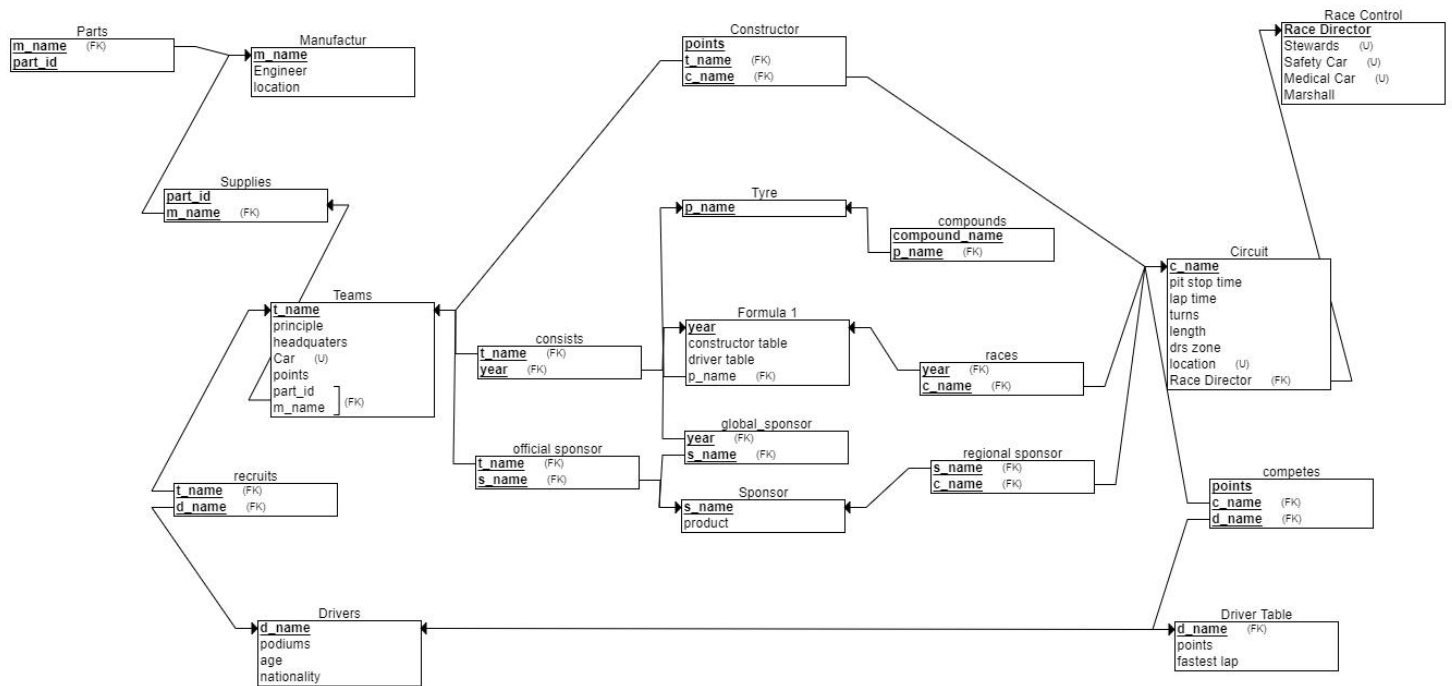 Parts
m_name (FK)
part_id
Manufactur
m_name
Engineer
location
Constructor
points
t_name (FK)
c_name (FK)
Race Control
Race Director
Stewards (U)
Safety Car (U)
Medical Car (U)
Marshall
Supplies
part_id
m_name (FK)
Tyre
p_name
compounds
compound_name
p_name (FK)
Circuit
c_name
pit stop time
lap time
turns
length
drs zone
location (U)
Race Director (FK)
Teams
t_name
principle
headquaters
Car (U)
points
part_id
m_name
(FK)
consists
t_name (FK)
year (FK)
Formula 1
year
constructor table
driver table
p_name (FK)
races
year (FK)
c_name (FK)
global_sponsor
year (FK)
s_name (FK)
official sponsor
t_name (FK)
s_name (FK)
regional sponsor
s_name (FK)
c_name (FK)
recruits
t_name (FK)
d_name (FK)
Sponsor
s_name
product
competes
points
c_name (FK)
d_name (FK)
Drivers
d_name
podiums
age
nationality
Driver Table
d_name (FK)
points
fastest lap